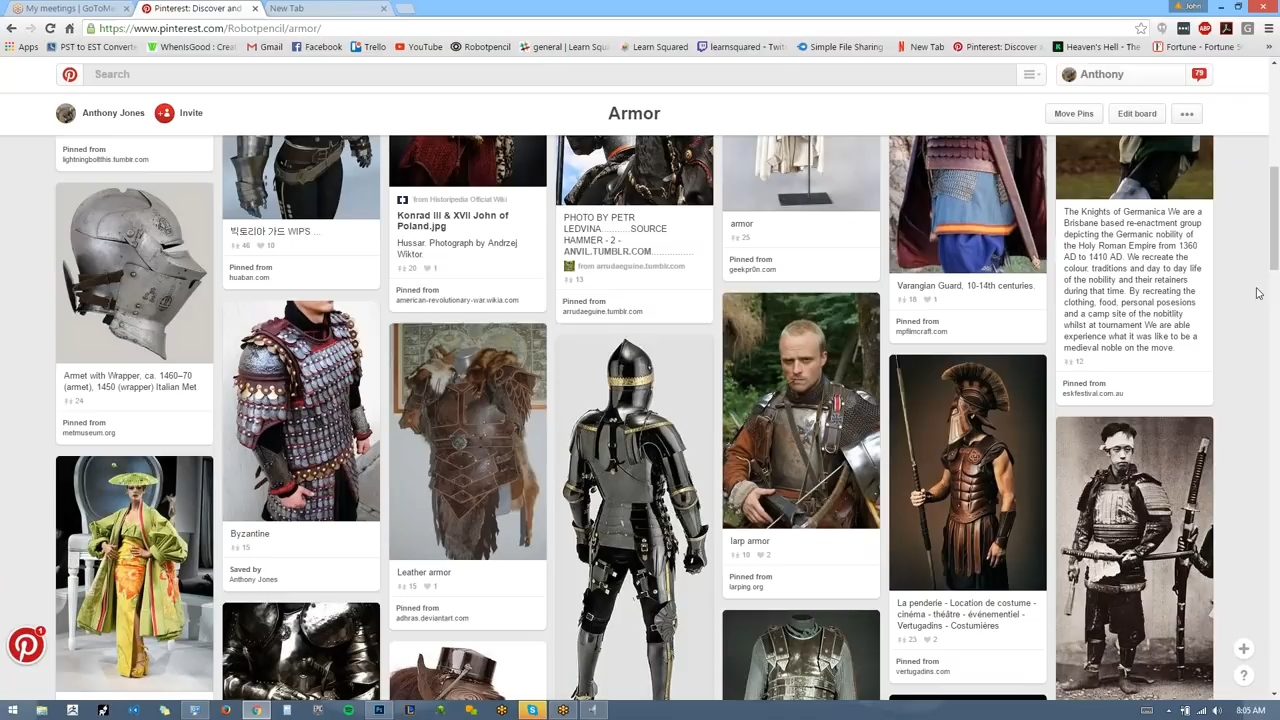 My meetings | GoToMe
Pinterest: Discover and
New Tab
John
https://www.pinterest.com/Robotpencil/armor/
Apps
PST to EST Converte
WhenIsGood : Creat
Gmail
Facebook
Trello
YouTube
Robotpencil
general | Learn Squ
Learn Squared
learnsquared - Twit
Simple File Sharing
New Tab
Pinterest: Discover a
Heaven's Hell - The
Fortune - Fortune S
Search
Anthony
79
Anthony Jones
Invite
Armor
Move Pins
Edit board
Pinned from
lightningboltthis.tumblr.com
Armet with Wrapper, ca. 1460–70
(armet), 1450 (wrapper) Italian Met
24
Pinned from
metmuseum.org
빅토리아 가드 WIPS ...
46 10
Pinned from
huaban.com
Byzantine
15
Saved by
Anthony Jones
from Historipedia Official Wiki
Konrad III & XVII John of
Poland.jpg
Hussar. Photograph by Andrzej
Wiktor.
20 1
Pinned from
american-revolutionary-war.wikia.com
Leather armor
15 1
Pinned from
adhras.deviantart.com
PHOTO BY PETR
LEDVINA...........SOURCE
HAMMER - 2 -
ANVIL.TUMBLR.COM...............
from arrudaeguine.tumblr.com
13
Pinned from
arrudaeguine.tumblr.com
armor
25
Pinned from
geekpr0n.com
larp armor
10 2
Pinned from
larping.org
Varangian Guard, 10-14th centuries.
18 1
Pinned from
mpfilmcraft.com
La penderie - Location de costume -
cinéma - théâtre - événementiel -
Vertugadins - Costumières
23 2
Pinned from
vertugadins.com
The Knights of Germanica We are a
Brisbane based re-enactment group
depicting the Germanic nobility of
the Holy Roman Empire from 1360
AD to 1410 AD. We recreate the
colour. traditions and day to day life
of the nobility and their retainers
during that time. By recreating the
clothing, food, personal posesions
and a camp site of the nobitlity
whilst at tournament We are able
experience what it was like to be a
medieval noble on the move.
12
Pinned from
eskfestival.com.au
1
8:05 AM